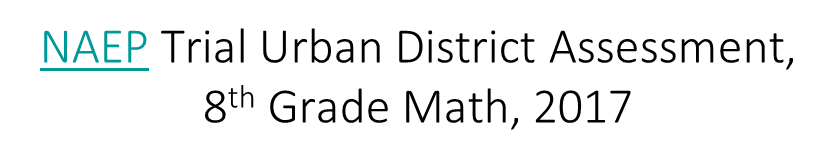 NAEP Trial Urban District Assessment,
8th Grade Math, 2017